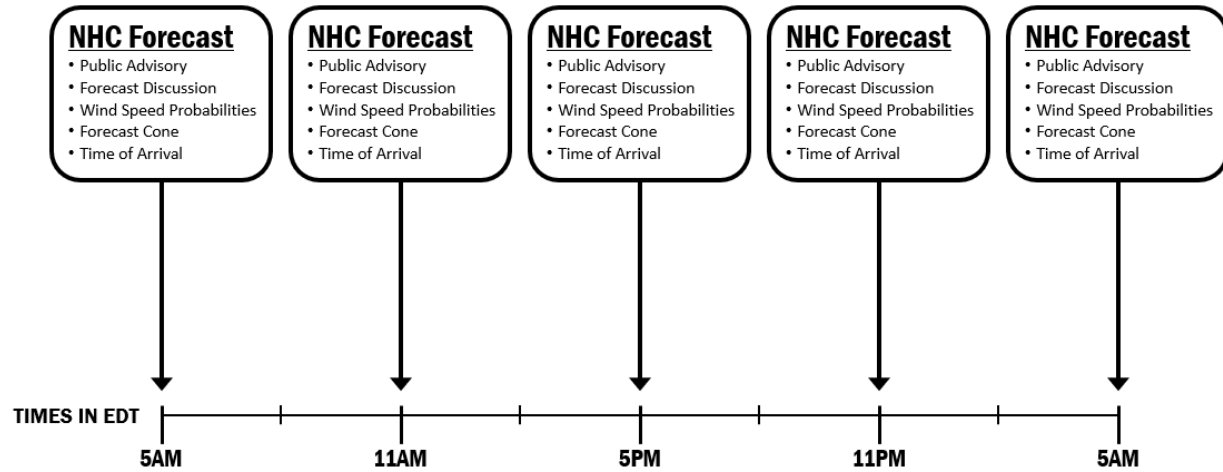 NHC Forecast
• Public Advisory
• Forecast Discussion
• Wind Speed Probabilities
• Forecast Cone
• Time of Arrival
NHC Forecast
• Public Advisory
• Forecast Discussion
• Wind Speed Probabilities
• Forecast Cone
• Time of Arrival
NHC Forecast
• Public Advisory
• Forecast Discussion
• Wind Speed Probabilities
• Forecast Cone
• Time of Arrival
NHC Forecast
• Public Advisory
• Forecast Discussion
• Wind Speed Probabilities
• Forecast Cone
• Time of Arrival
NHC Forecast
• Public Advisory
• Forecast Discussion
• Wind Speed Probabilities
• Forecast Cone
• Time of Arrival
TIMES IN EDT
5AM
11AM
5PM
11PM
5AM